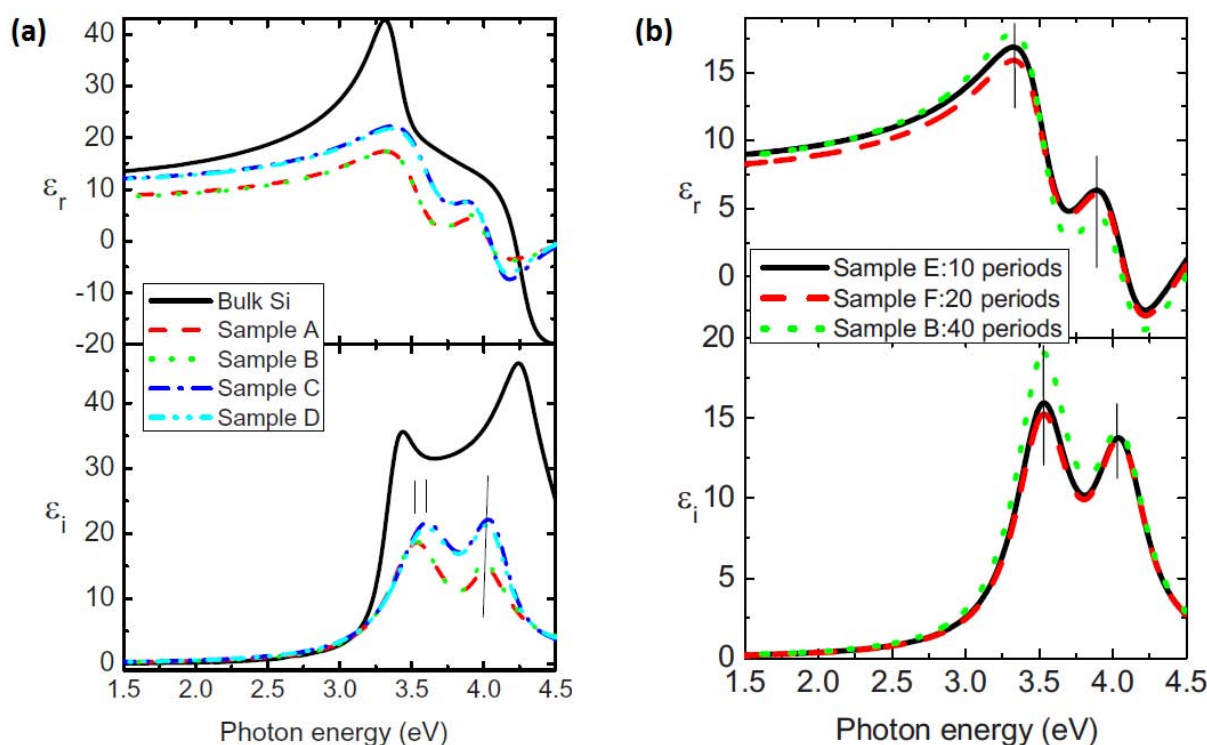 (a)
40
30
20
10
0
-10
-20
εr
Bulk Si
Sample A
Sample B
Sample C
Sample D
40
30
20
10
0
εi
1.5 2.0 2.5 3.0 3.5 4.0 4.5
Photon energy (eV)
(b)
15
10
5
0
εr
Sample E:10 periods
Sample F:20 periods
Sample B:40 periods
20
15
10
5
0
εi
1.5 2.0 2.5 3.0 3.5 4.0 4.5
Photon energy (eV)